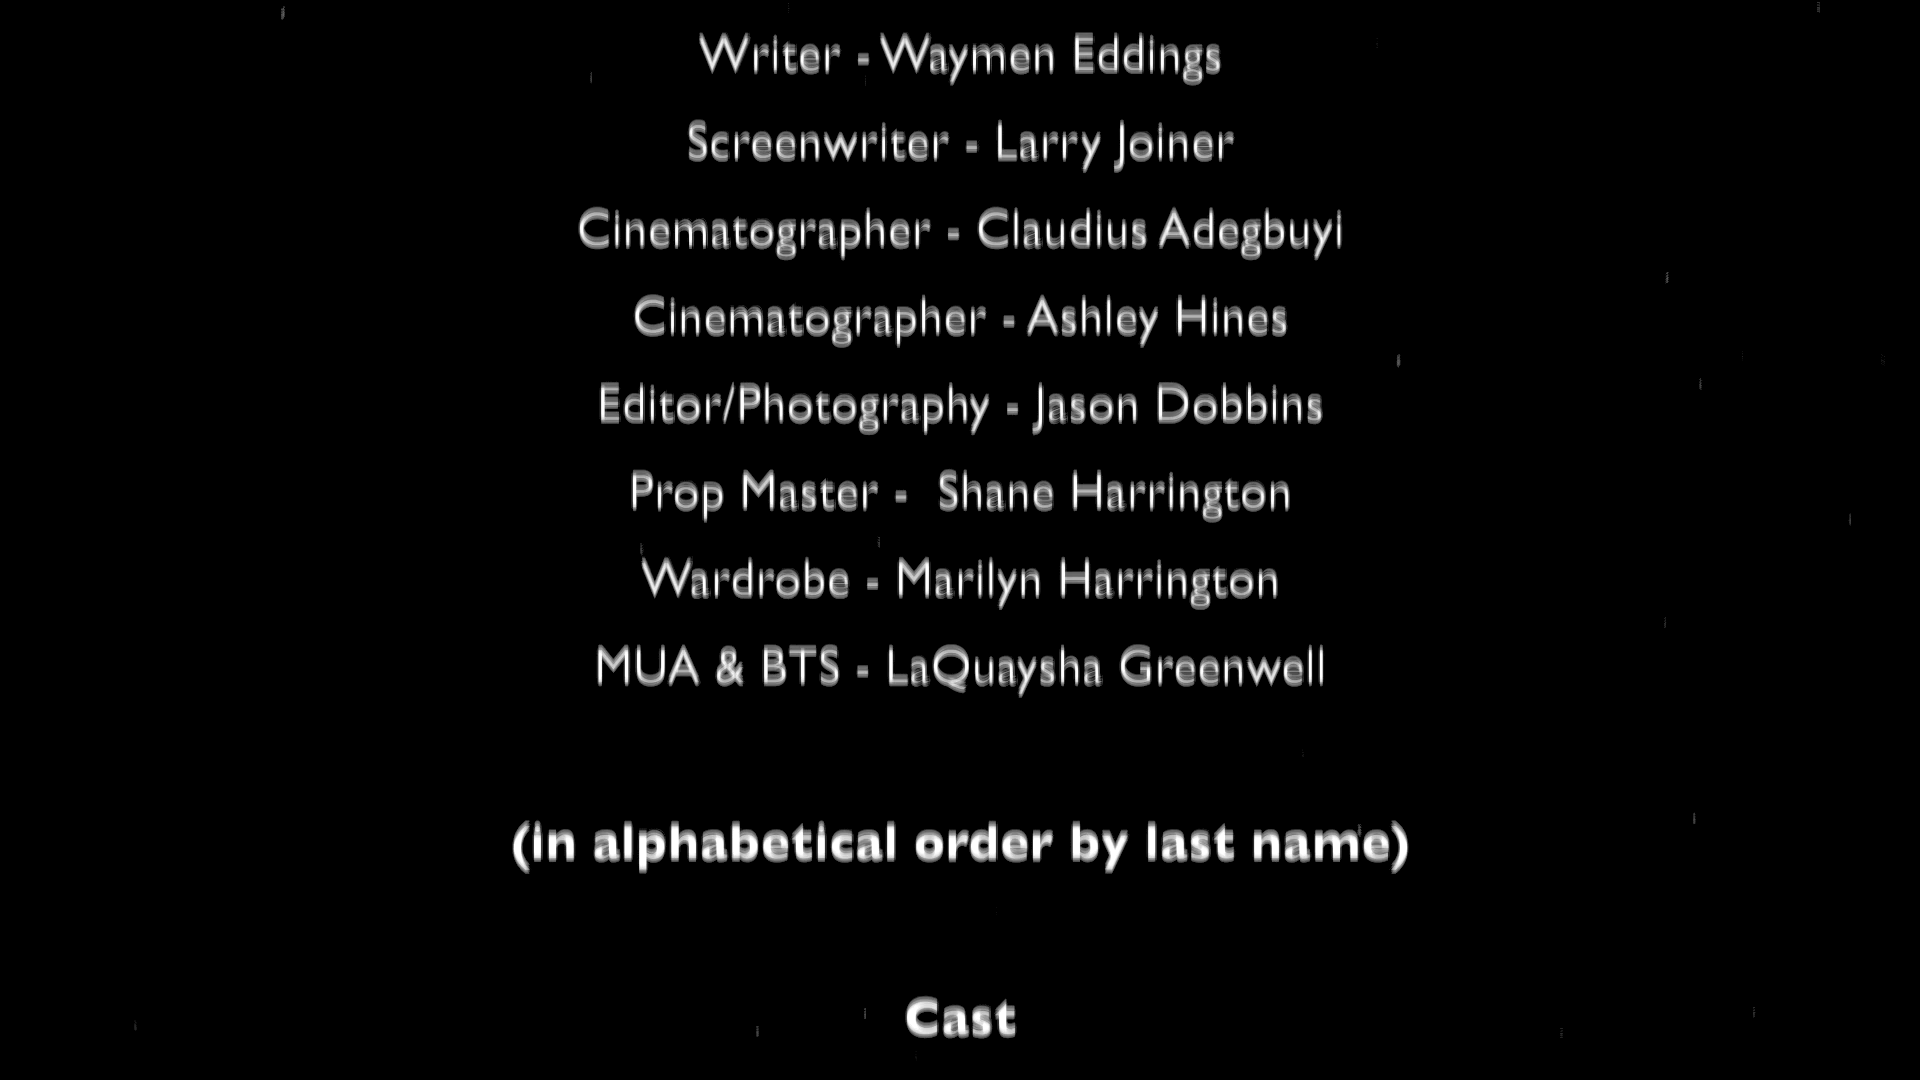 Writer - Waymen Eddings
Screenwriter - Larry Joiner
Cinematographer - Claudius Adegbuyi
Cinematographer - Ashley Hines
Editor/Photography - Jason Dobbins
Prop Master -  Shane Harrington
Wardrobe - Marilyn Harrington
MUA & BTS - LaQuaysha Greenwell
(in alphabetical order by last name)
Cast